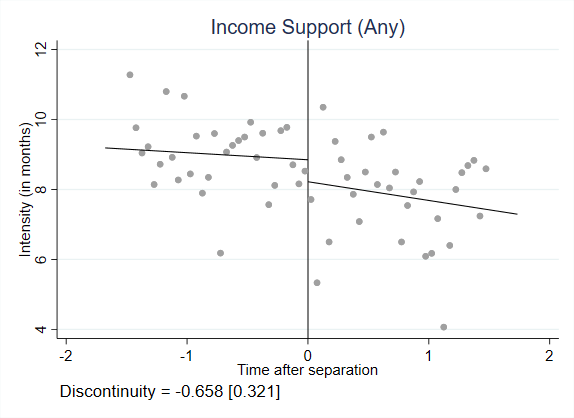 Income Support (Any)
Intensity (in months)
12
10
8
6
4
-2
-1
0
1
2
Time after separation
Discontinuity = -0.658 [0.321]